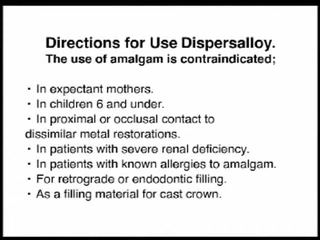 Directions for Use Dispersalloy.
The use of amalgam is contraindicated;
· In expectant mothers.
· In children 6 and under.
· In proximal or occlusal contact to
dissimilar metal restorations.
· In patients with severe renal deficiency.
· In patients with known allergies to amalgam.
· For retrograde or endodontic filling.
· As a filling material for cast crown.